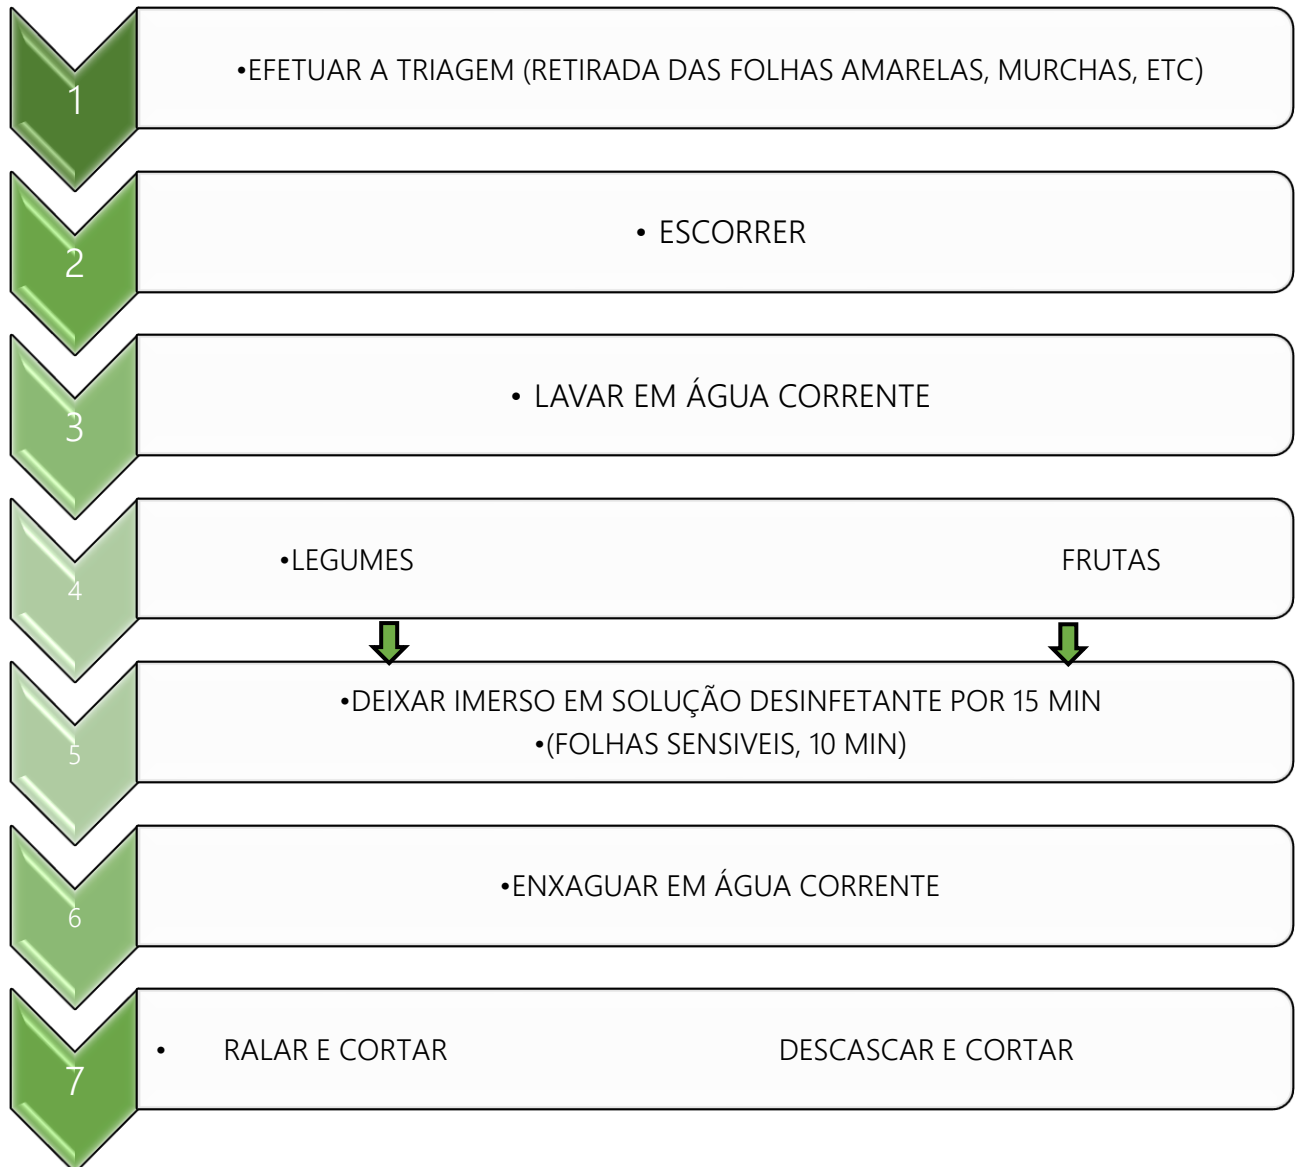 1
•EFETUAR A TRIAGEM (RETIRADA DAS FOLHAS AMARELAS, MURCHAS, ETC)
2
• ESCORRER
3
• LAVAR EM ÁGUA CORRENTE
4
•LEGUMES FRUTAS
5
•DEIXAR IMERSO EM SOLUÇÃO DESINFETANTE POR 15 MIN
•(FOLHAS SENSIVEIS, 10 MIN)
6
•ENXAGUAR EM ÁGUA CORRENTE
7
• RALAR E CORTAR DESCASCAR E CORTAR